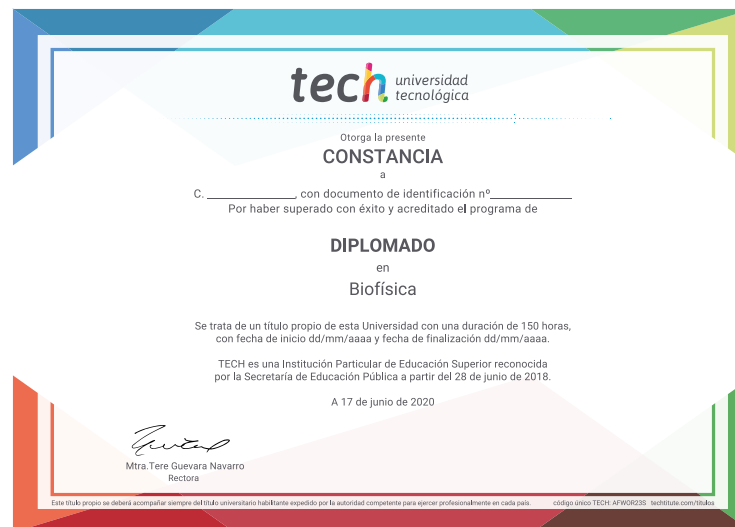 tech universidad
tecnológica
Otorga la presente
CONSTANCIA
a
C. ______________, con documento de identificación nº______________
Por haber superado con éxito y acreditado el programa de
DIPLOMADO
en
Biofísica
Se trata de un título propio de esta Universidad con una duración de 150 horas,
con fecha de inicio dd/mm/aaaa y fecha de finalización dd/mm/aaaa.
TECH es una Institución Particular de Educación Superior reconocida
por la Secretaría de Educación Pública a partir del 28 de junio de 2018.
A 17 de junio de 2020
Mtra.Tere Guevara Navarro
Rectora
Este título propio se deberá acompañar siempre del título universitario habilitante expedido por la autoridad competente para ejercer profesionalmente en cada país. código único TECH: AFWOR23S techtitute.com/titulos